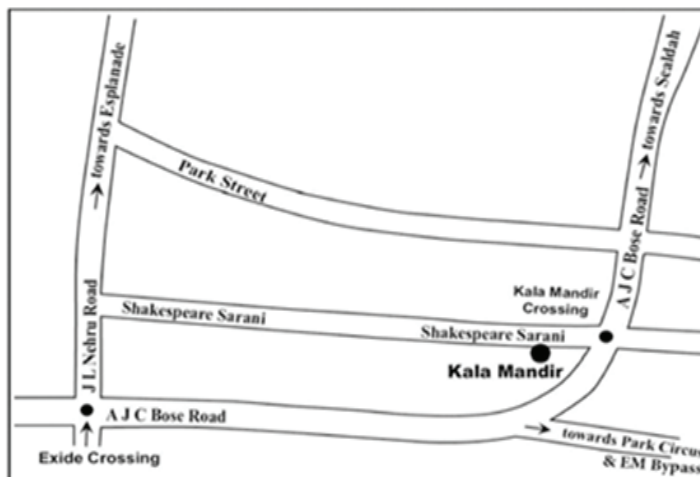 towards Esplanade
towards Sealdah
Park Street
A J C Bose Road
Kala Mandir
Crossing
Shakespeare Sarani
Shakespeare Sarani
J L Nehru Road
Kala Mandir
A J C Bose Road
towards Park Circus
& EM Bypass
Exide Crossing